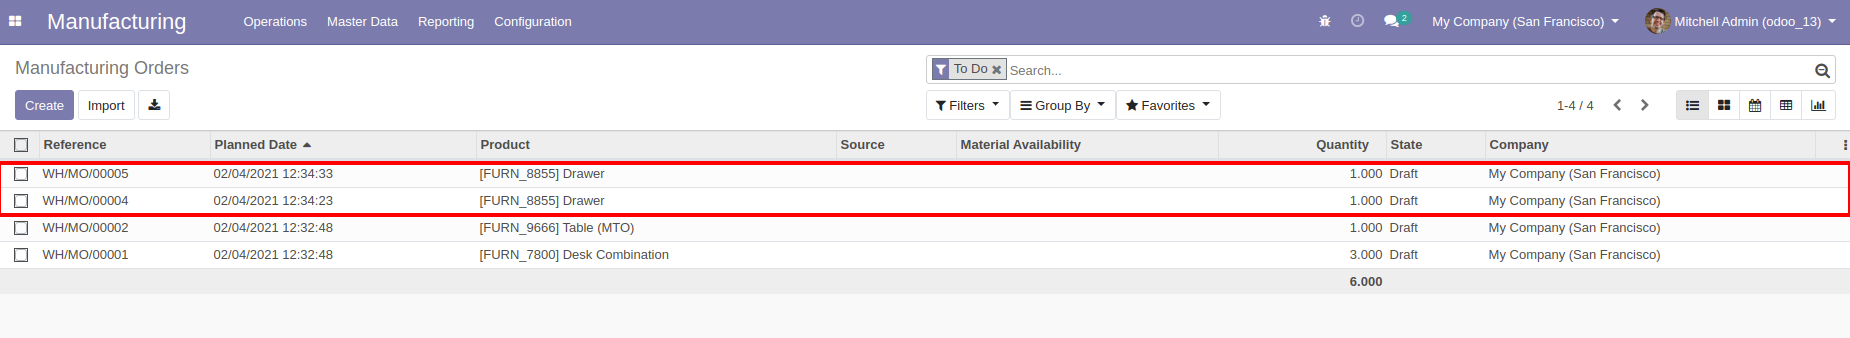 Manufacturing Operations Master Data Reporting Configuration 2 My Company (San Francisco) Mitchell Admin (odoo_13)
Manufacturing Orders To Do Search...
Create Import Filters Group By Favorites 1-4 / 4
Reference Planned Date Product Source Material Availability Quantity State Company
WH/MO/00005 02/04/2021 12:34:33 [FURN_8855] Drawer 1.000 Draft My Company (San Francisco)
WH/MO/00004 02/04/2021 12:34:23 [FURN_8855] Drawer 1.000 Draft My Company (San Francisco)
WH/MO/00002 02/04/2021 12:32:48 [FURN_9666] Table (MTO) 1.000 Draft My Company (San Francisco)
WH/MO/00001 02/04/2021 12:32:48 [FURN_7800] Desk Combination 3.000 Draft My Company (San Francisco)
6.000